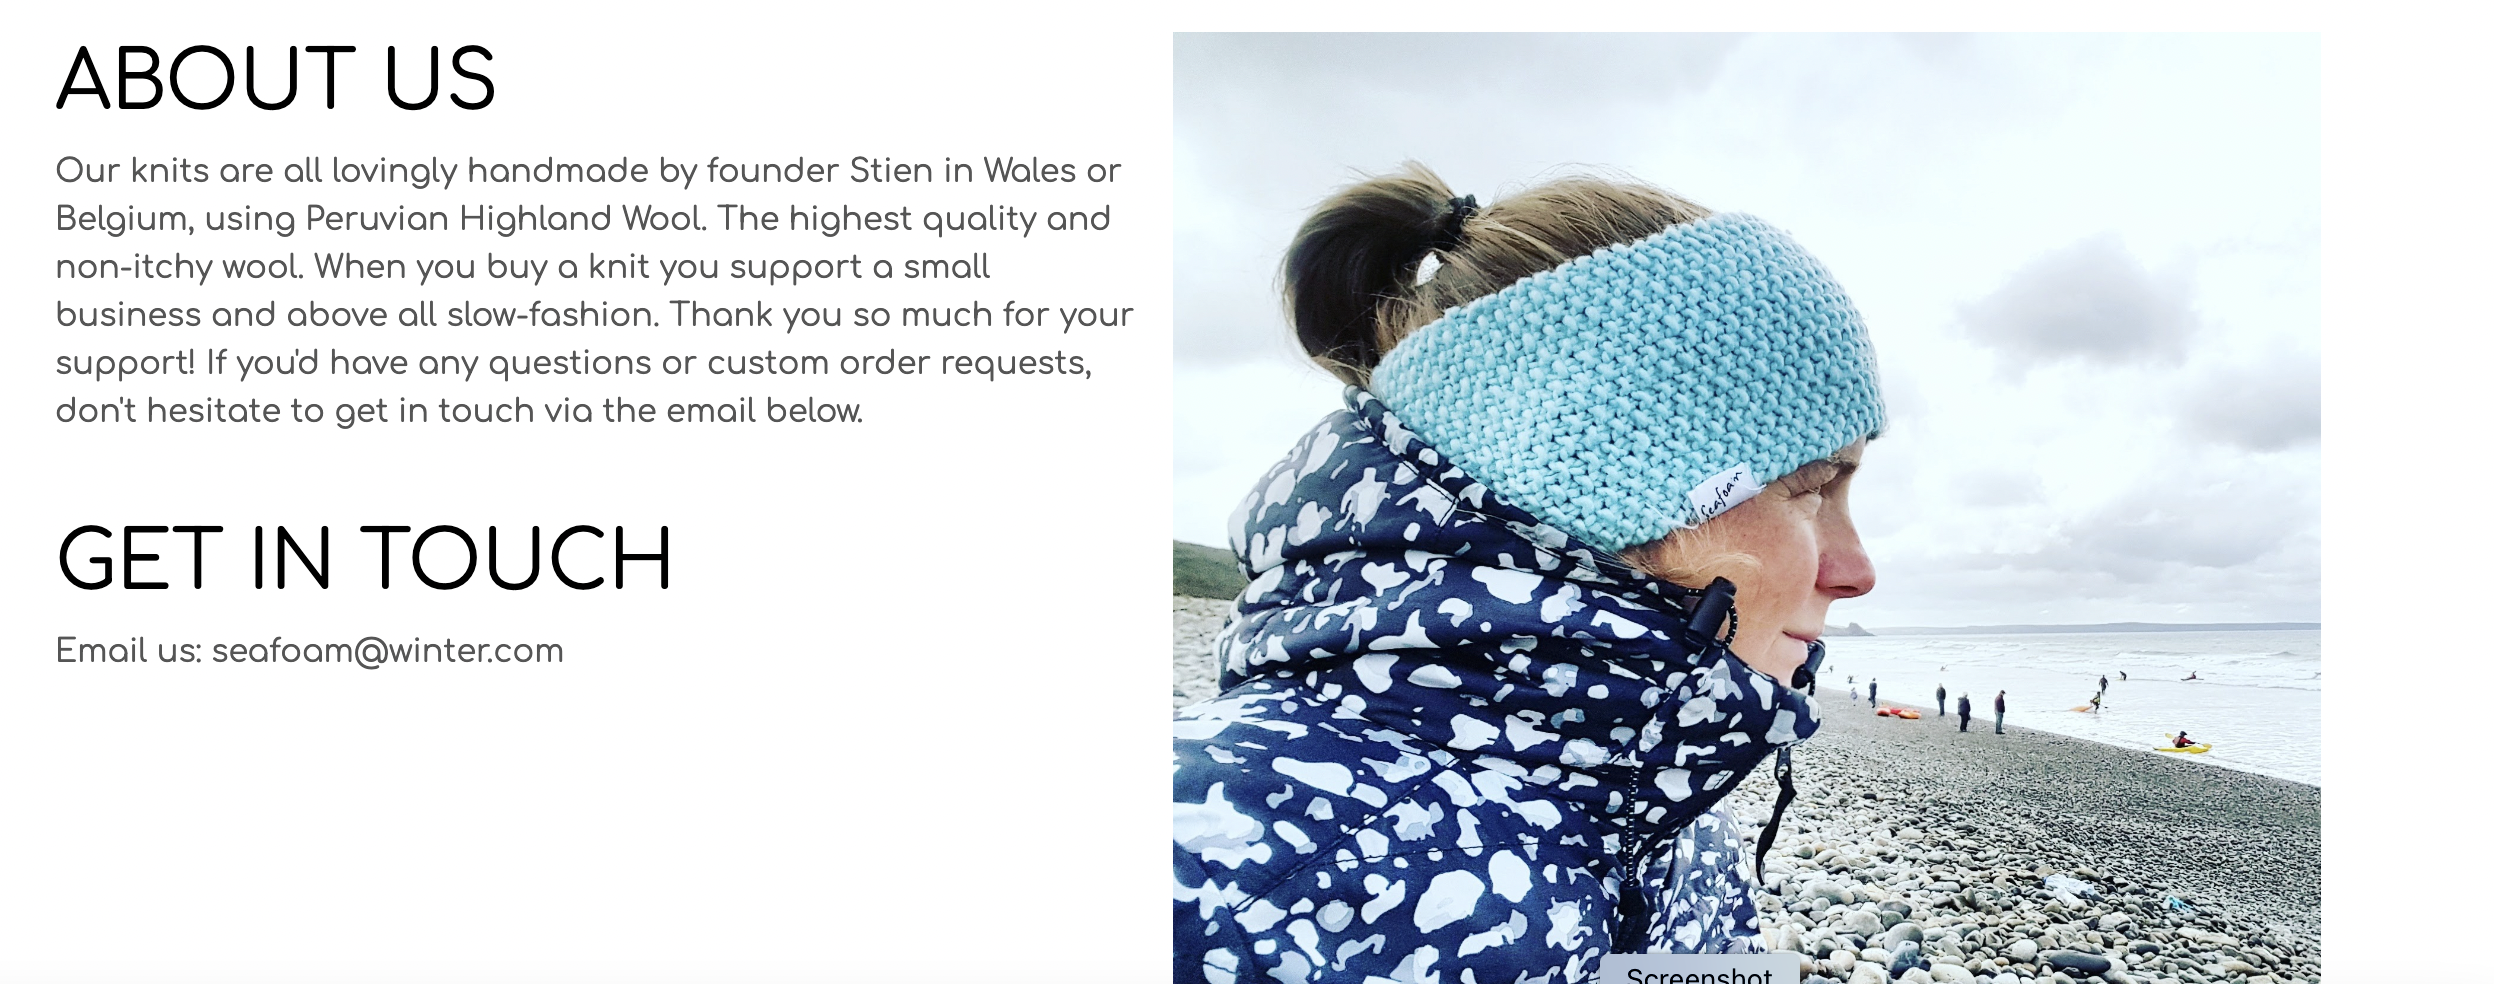 ABOUT US
Our knits are all lovingly handmade by founder Stien in Wales or
Belgium, using Peruvian Highland Wool. The highest quality and
non-itchy wool. When you buy a knit you support a small
business and above all slow-fashion. Thank you so much for your
support! If you'd have any questions or custom order requests,
don't hesitate to get in touch via the email below.
GET IN TOUCH
Email us: seafoam@winter.com
Seafoam
Screenshot